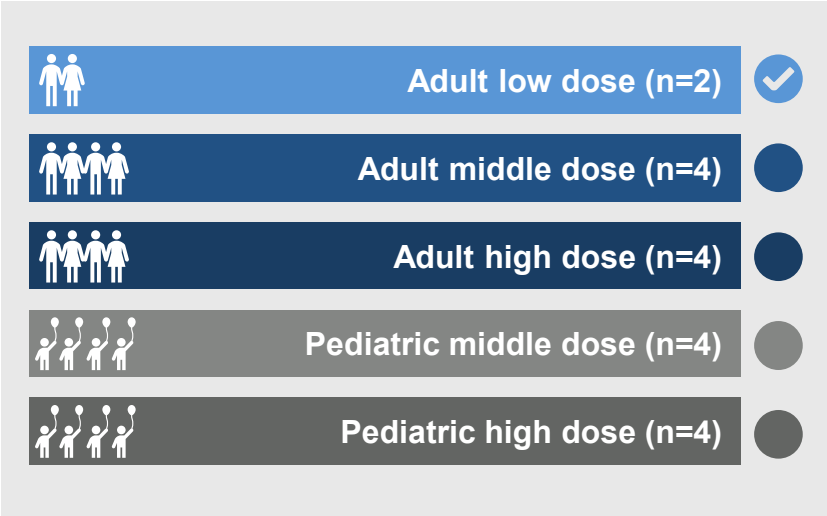 Adult low dose (n=2)
Adult middle dose (n=4)
Adult high dose (n=4)
Pediatric middle dose (n=4)
Pediatric high dose (n=4)